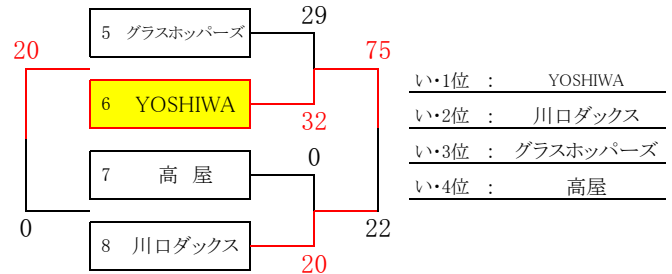 5 グラスホッパーズ
29
20
75
6 YOSHIWA
32
7 高 屋
0
8 川口ダックス
20
0
22
い・1位 : YOSHIWA
い・2位 : 川口ダックス
い・3位 : グラスホッパーズ
い・4位 : 高屋